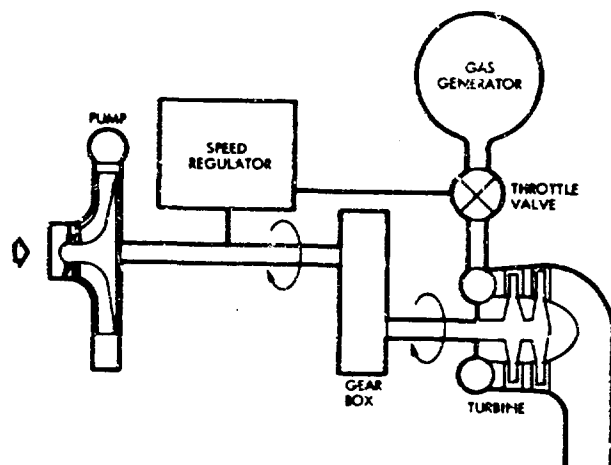 GAS
GENERATOR
PUMP
SPEED
REGULATOR
THROTTLE
VALVE
GEAR
BOX
TURBINE